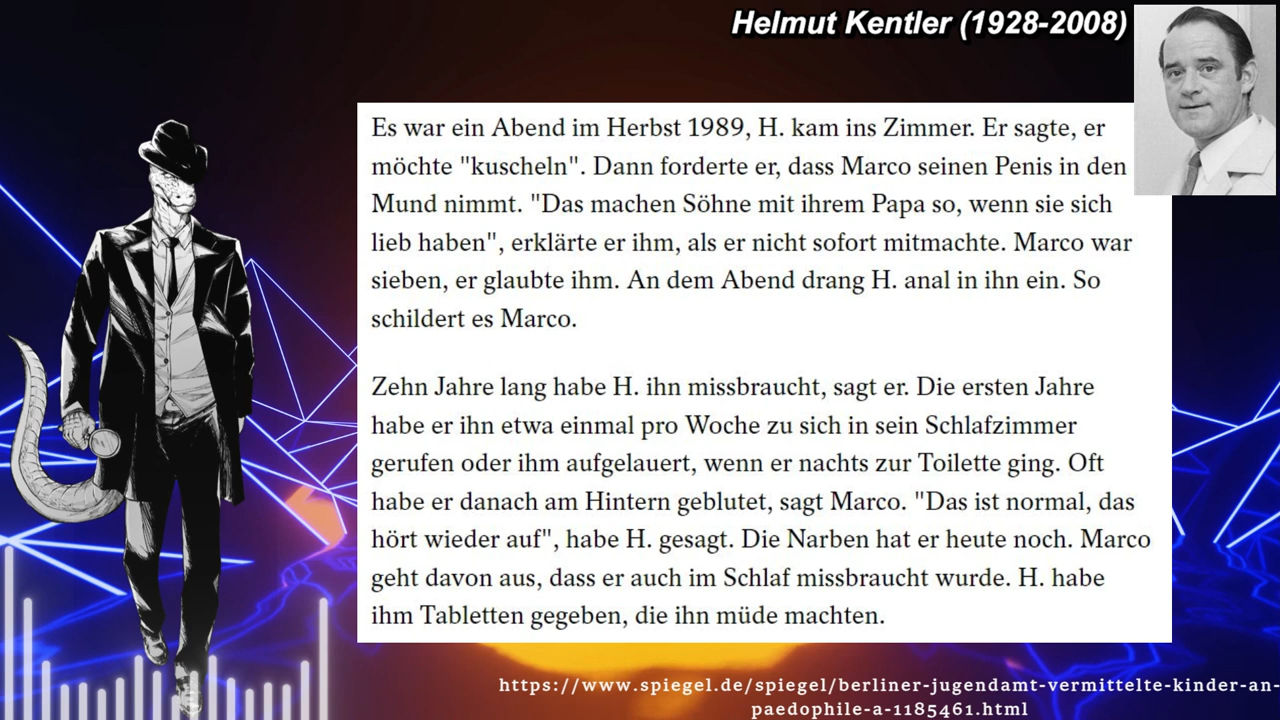 Helmut Kentler (1928-2008)
Es war ein Abend im Herbst 1989, H. kam ins Zimmer. Er sagte, er
möchte "kuscheln". Dann forderte er, dass Marco seinen Penis in den
Mund nimmt. "Das machen Söhne mit ihrem Papa so, wenn sie sich
lieb haben", erklärte er ihm, als er nicht sofort mitmachte. Marco war
sieben, er glaubte ihm. An dem Abend drang H. anal in ihn ein. So
schildert es Marco.
Zehn Jahre lang habe H. ihn missbraucht, sagt er. Die ersten Jahre
habe er ihn etwa einmal pro Woche zu sich in sein Schlafzimmer
gerufen oder ihm aufgelauert, wenn er nachts zur Toilette ging. Oft
habe er danach am Hintern geblutet, sagt Marco. "Das ist normal, das
hört wieder auf", habe H. gesagt. Die Narben hat er heute noch. Marco
geht davon aus, dass er auch im Schlaf missbraucht wurde. H. habe
ihm Tabletten gegeben, die ihn müde machten.
https://www.spiegel.de/spiegel/berliner-jugendamt-vermittelte-kinder-an-
paedophile-a-1185461.html